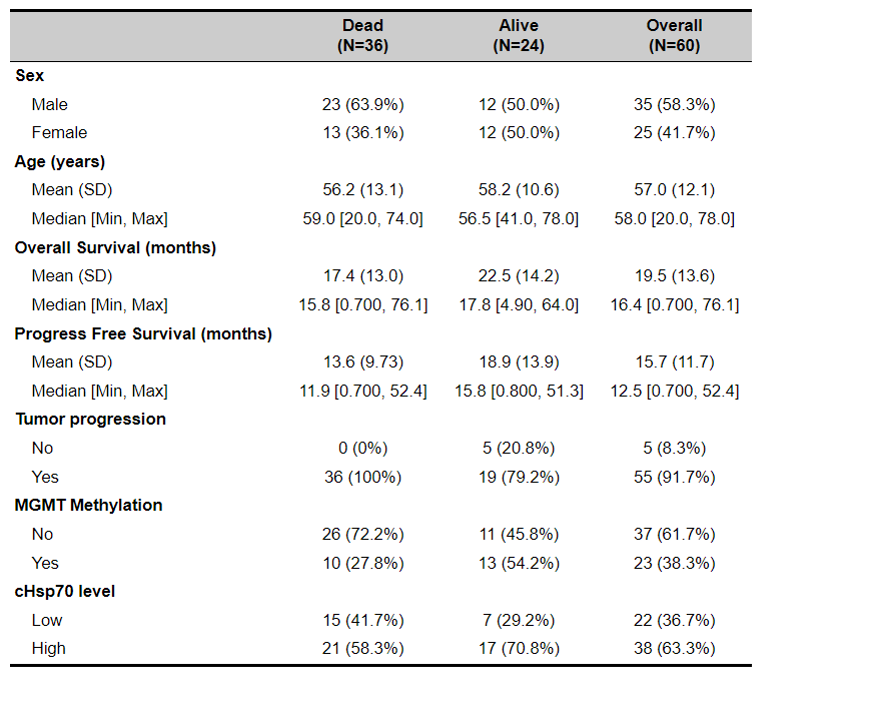 Dead Alive Overall
(N=36) (N=24) (N=60)
Sex
Male 23 (63.9%) 12 (50.0%) 35 (58.3%)
Female 13 (36.1%) 12 (50.0%) 25 (41.7%)
Age (years)
Mean (SD) 56.2 (13.1) 58.2 (10.6) 57.0 (12.1)
Median [Min, Max] 59.0 [20.0, 74.0] 56.5 [41.0, 78.0] 58.0 [20.0, 78.0]
Overall Survival (months)
Mean (SD) 17.4 (13.0) 22.5 (14.2) 19.5 (13.6)
Median [Min, Max] 15.8 [0.700, 76.1] 17.8 [4.90, 64.0] 16.4 [0.700, 76.1]
Progress Free Survival (months)
Mean (SD) 13.6 (9.73) 18.9 (13.9) 15.7 (11.7)
Median [Min, Max] 11.9 [0.700, 52.4] 15.8 [0.800, 51.3] 12.5 [0.700, 52.4]
Tumor progression
No 0 (0%) 5 (20.8%) 5 (8.3%)
Yes 36 (100%) 19 (79.2%) 55 (91.7%)
MGMT Methylation
No 26 (72.2%) 11 (45.8%) 37 (61.7%)
Yes 10 (27.8%) 13 (54.2%) 23 (38.3%)
cHsp70 level
Low 15 (41.7%) 7 (29.2%) 22 (36.7%)
High 21 (58.3%) 17 (70.8%) 38 (63.3%)